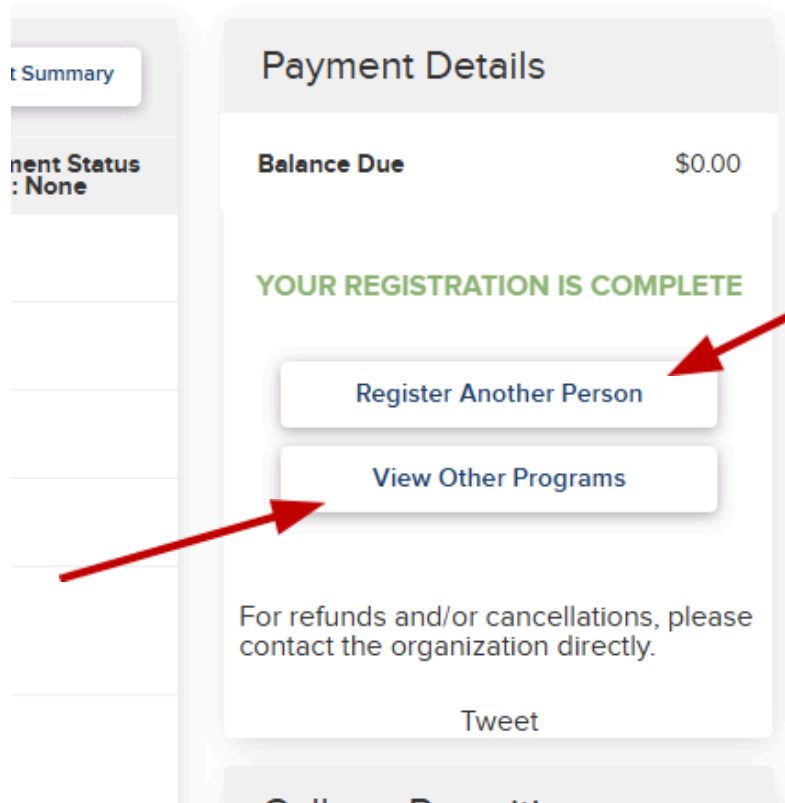 t Summary
Payment Details
ment Status
: None
Balance Due
$0.00
YOUR REGISTRATION IS COMPLETE
Register Another Person
View Other Programs
For refunds and/or cancellations, please
contact the organization directly.
Tweet